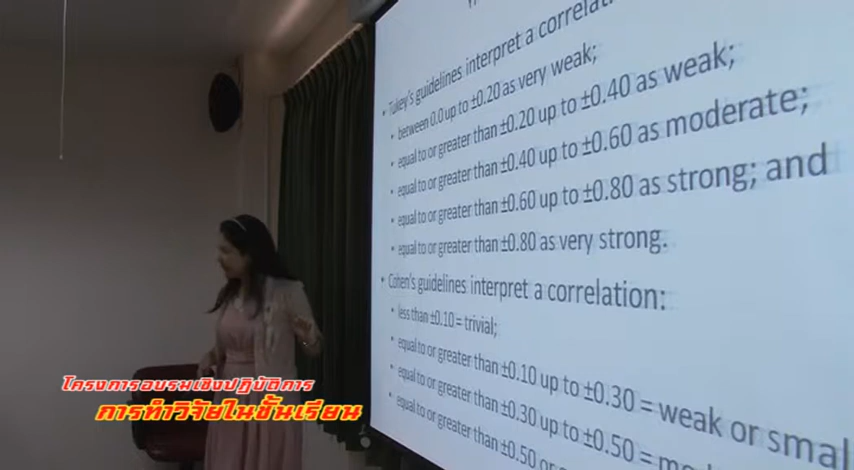 Tukey's guidelines interpret a correlation
between 0.0 up to ±0.20 as very weak;
equal to or greater than ±0.20 up to ±0.40 as weak;
equal to or greater than ±0.40 up to ±0.60 as moderate;
equal to or greater than ±0.60 up to ±0.80 as strong; and
equal to or greater than ±0.80 as very strong.
Cohen's guidelines interpret a correlation:
less than ±0.10 = trivial;
equal to or greater than ±0.10 up to ±0.30 = weak or small
equal to or greater than ±0.30 up to ±0.50 =
equal to or greater than ±0.50 or
โครงการอบรมเชิงปฏิบัติการ
การทำวิจัยในชั้นเรียน